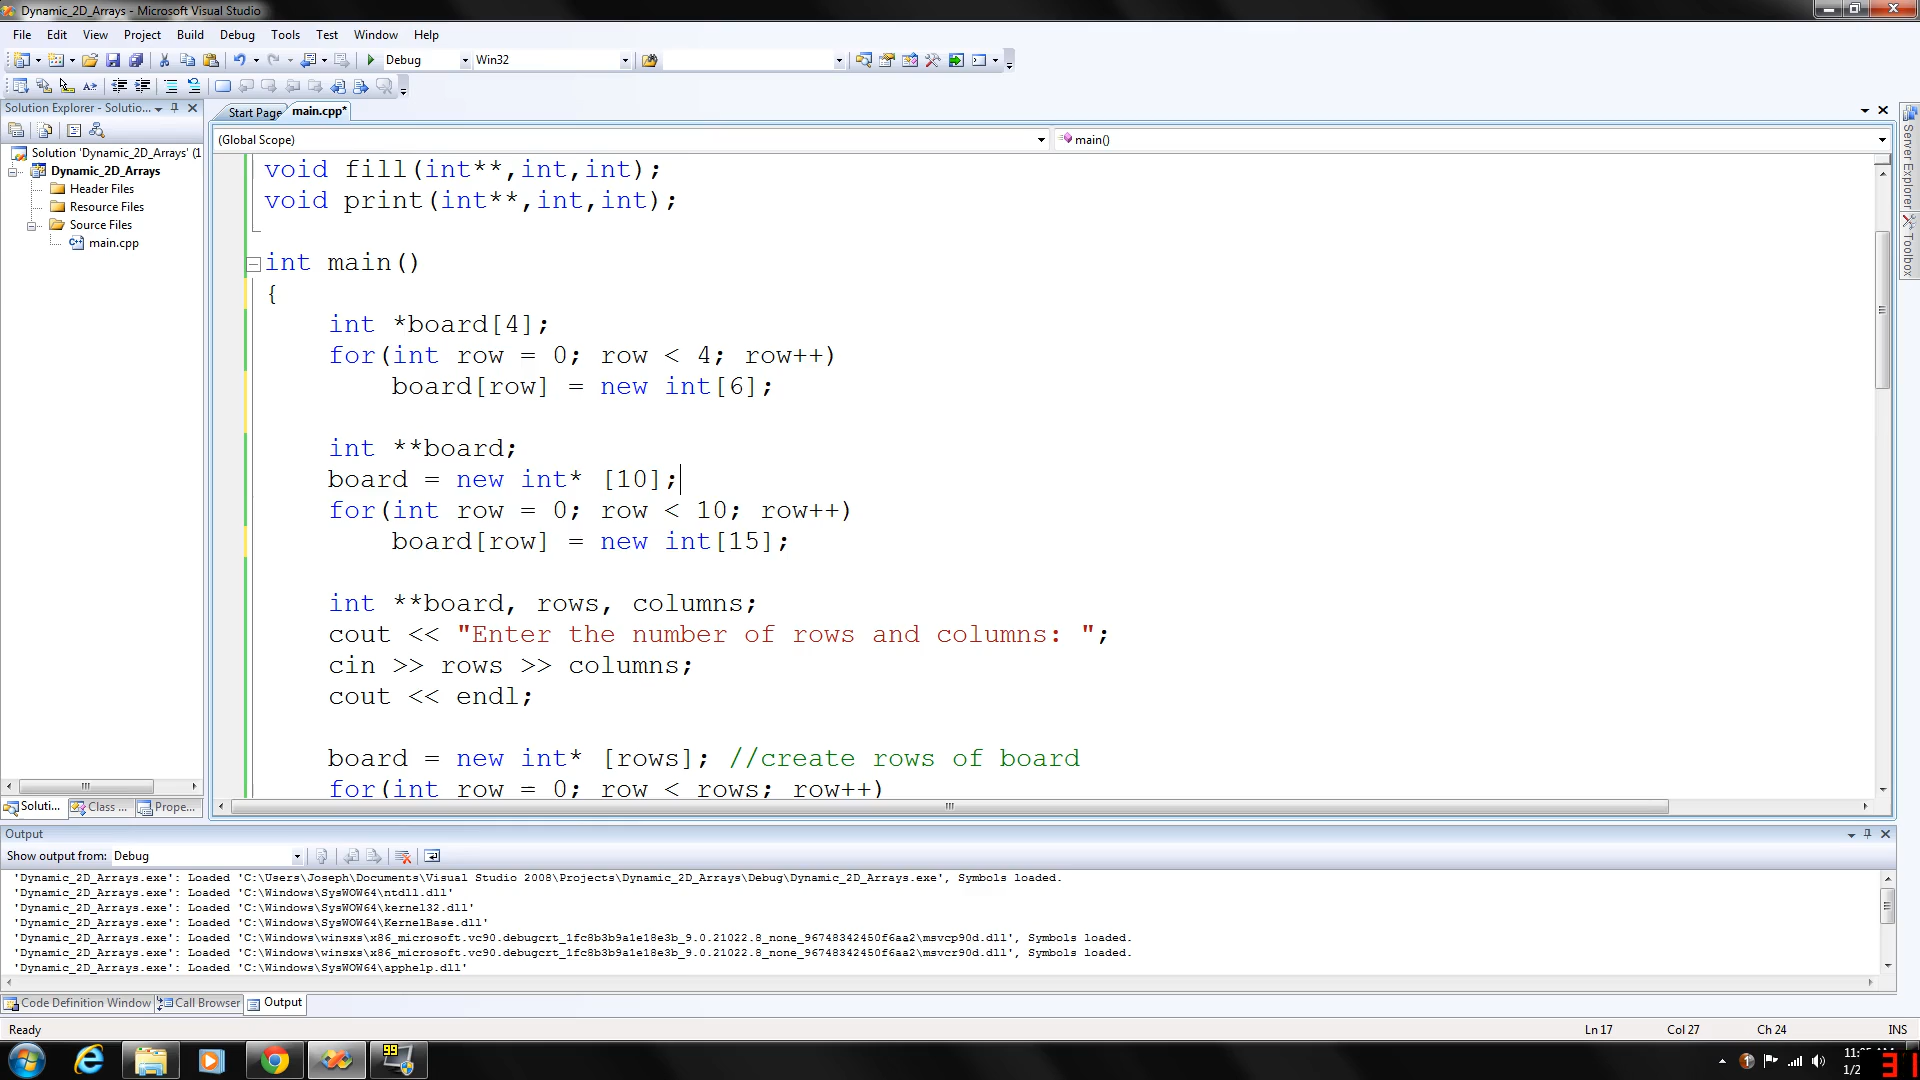 Dynamic_2D_Arrays - Microsoft Visual Studio
File Edit View Project Build Debug Tools Test Window Help
Debug Win32
Solution Explorer - Solutio...
Start Page main.cpp*
(Global Scope) main()
Solution 'Dynamic_2D_Arrays' (1
Dynamic_2D_Arrays
Header Files
Resource Files
Source Files
main.cpp
void fill(int**,int,int);
void print(int**,int,int);
int main()
{
int *board[4];
for(int row = 0; row < 4; row++)
board[row] = new int[6];
int **board;
board = new int* [10];
for(int row = 0; row < 10; row++)
board[row] = new int[15];
int **board, rows, columns;
cout << "Enter the number of rows and columns: ";
cin >> rows >> columns;
cout << endl;
board = new int* [rows]; //create rows of board
for(int row = 0; row < rows; row++)
Server Explorer
Toolbox
Soluti... Class ... Prope...
Output
Show output from: Debug
'Dynamic_2D_Arrays.exe': Loaded 'C:\Users\Joseph\Documents\Visual Studio 2008\Projects\Dynamic_2D_Arrays\Debug\Dynamic_2D_Arrays.exe', Symbols loaded.
'Dynamic_2D_Arrays.exe': Loaded 'C:\Windows\SysWOW64\ntdll.dll'
'Dynamic_2D_Arrays.exe': Loaded 'C:\Windows\SysWOW64\kernel32.dll'
'Dynamic_2D_Arrays.exe': Loaded 'C:\Windows\SysWOW64\KernelBase.dll'
'Dynamic_2D_Arrays.exe': Loaded 'C:\Windows\winsxs\x86_microsoft.vc90.debugcrt_1fc8b3b9a1e18e3b_9.0.21022.8_none_96748342450f6aa2\msvcp90d.dll', Symbols loaded.
'Dynamic_2D_Arrays.exe': Loaded 'C:\Windows\winsxs\x86_microsoft.vc90.debugcrt_1fc8b3b9a1e18e3b_9.0.21022.8_none_96748342450f6aa2\msvcr90d.dll', Symbols loaded.
'Dynamic_2D_Arrays.exe': Loaded 'C:\Windows\SysWOW64\apphelp.dll'
Code Definition Window Call Browser Output
Ready Ln 17 Col 27 Ch 24 INS
99
31